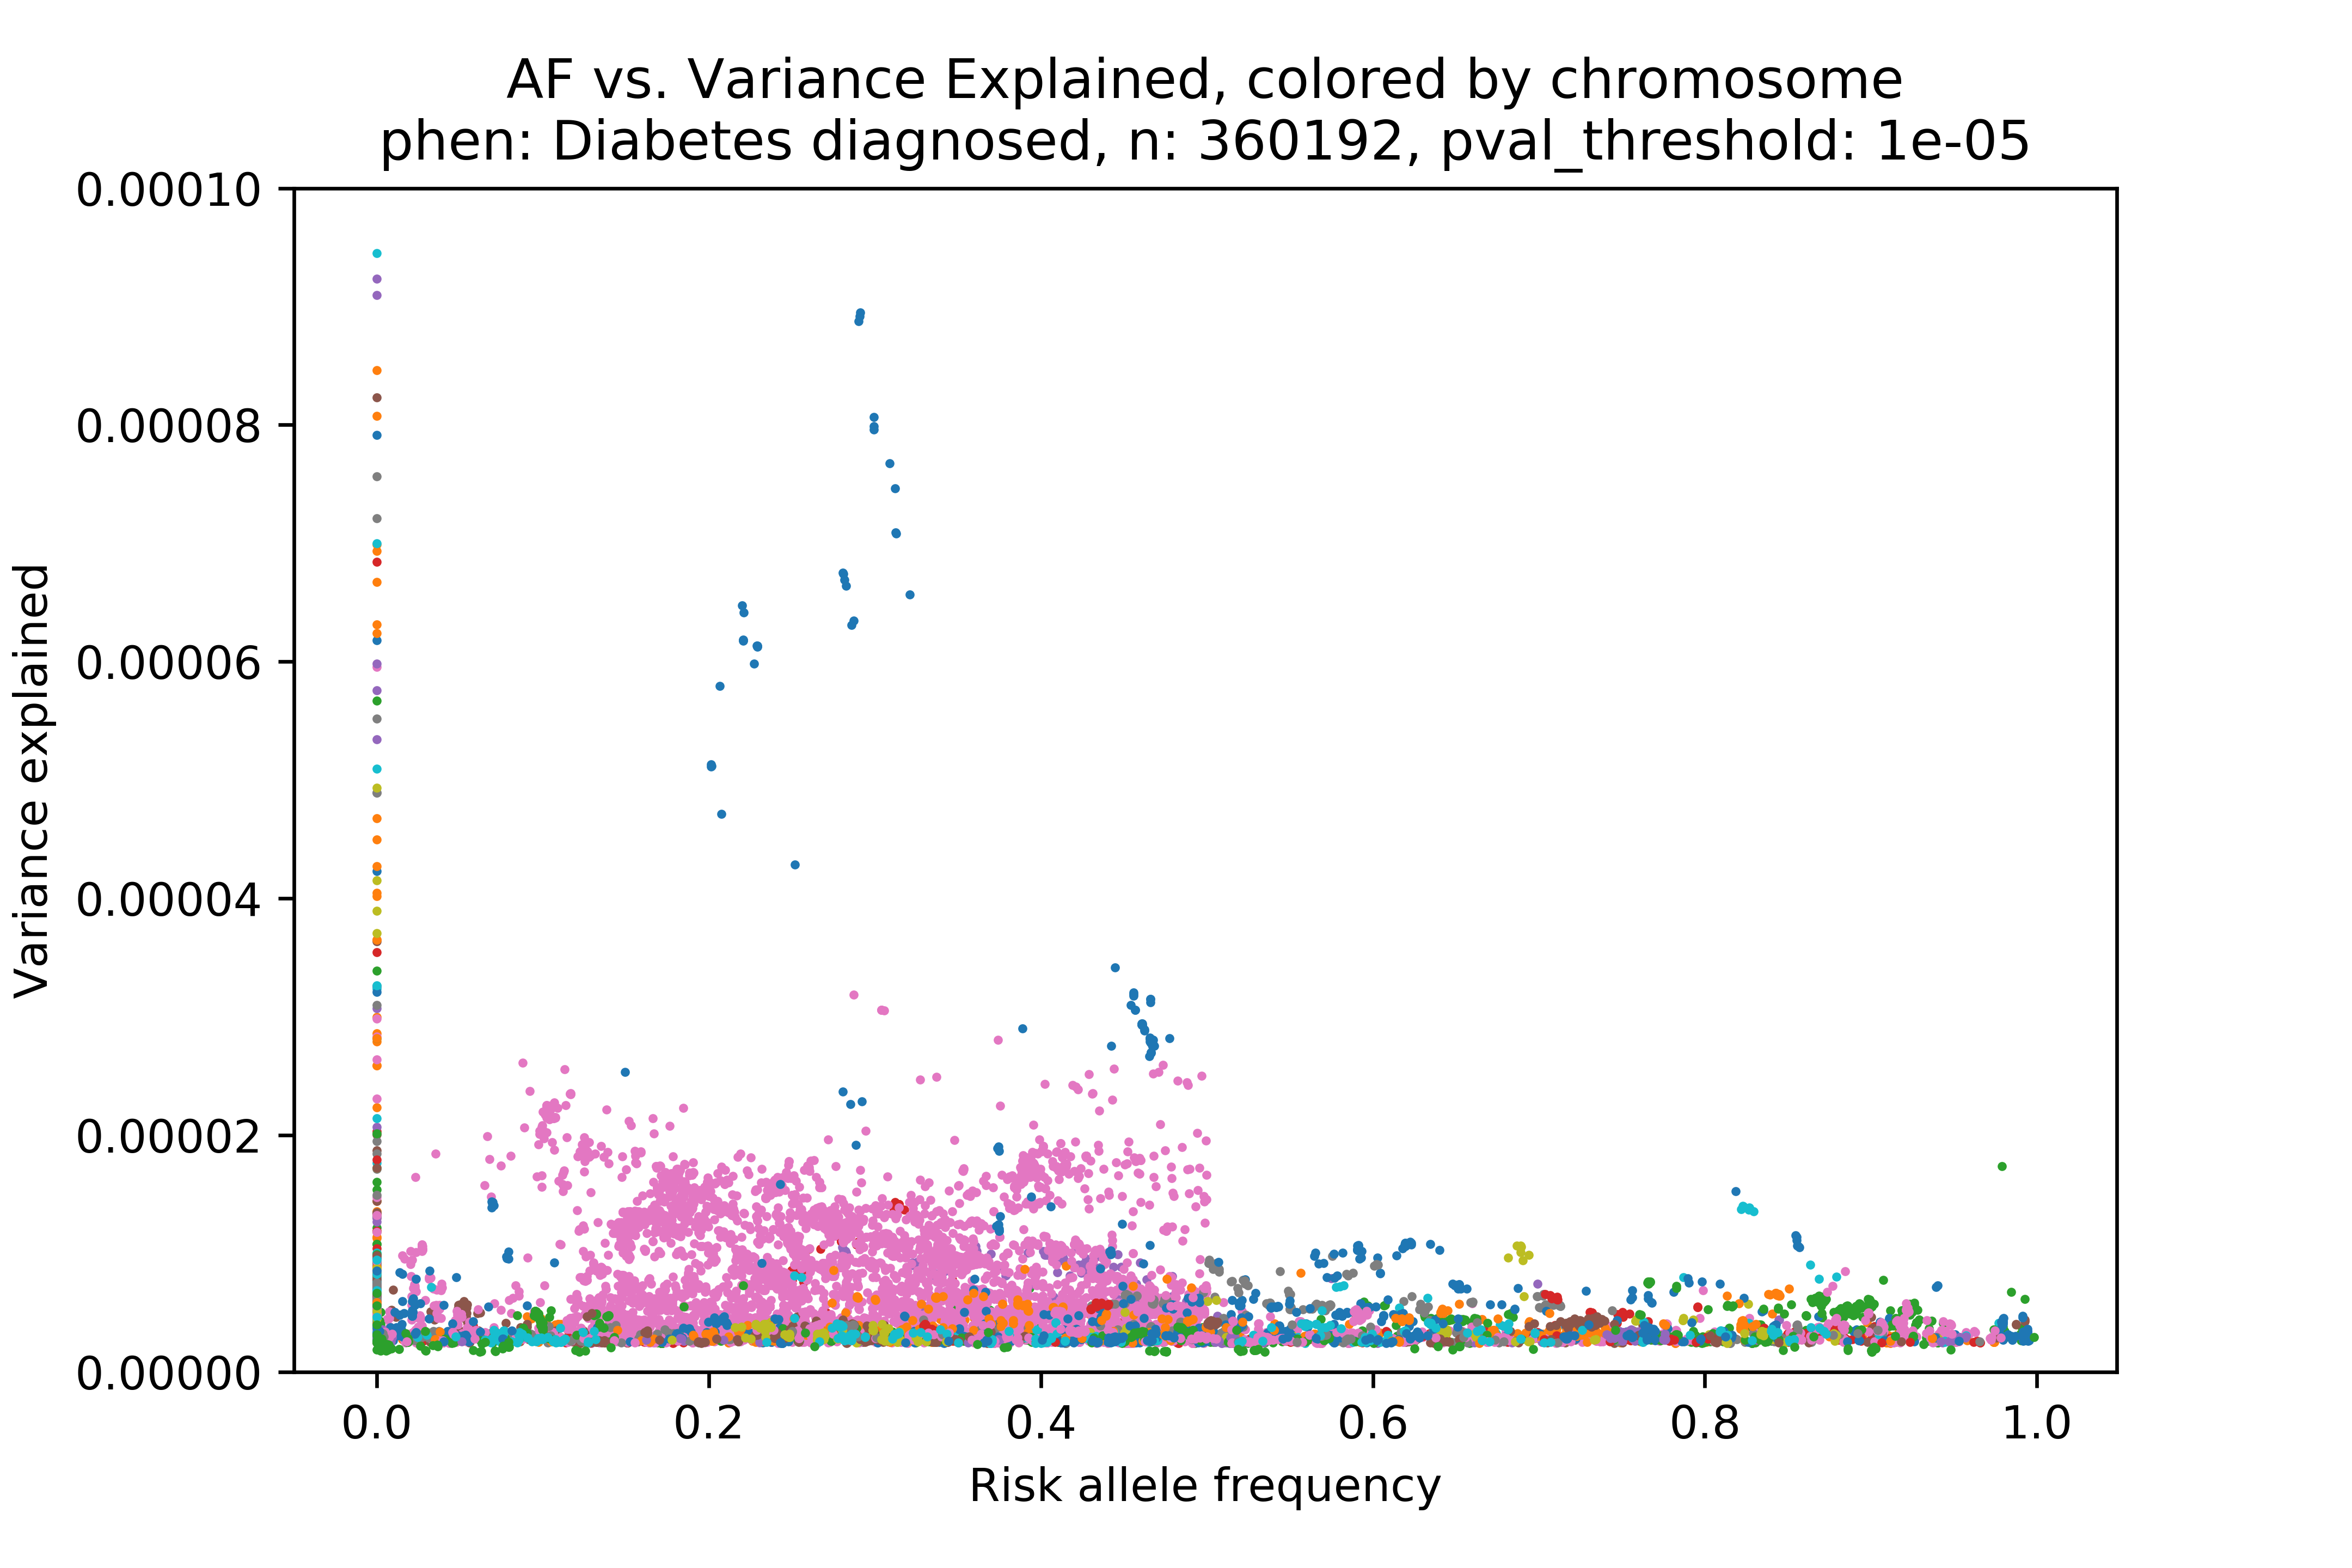 AF vs. Variance Explained, colored by chromosome
phen: Diabetes diagnosed, n: 360192, pval_threshold: 1e-05
0.00010
0.00008
0.00006
0.00004
0.00002
0.00000
Variance explained
0.0 0.2 0.4 0.6 0.8 1.0
Risk allele frequency